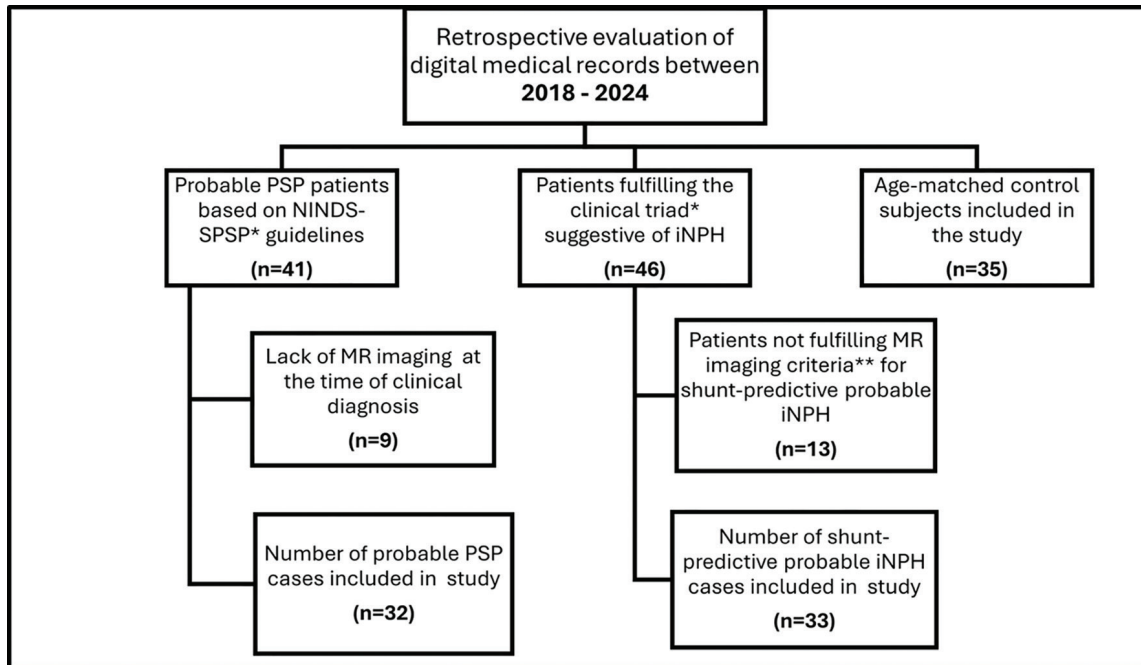 Retrospective evaluation of
digital medical records between
2018 - 2024
Probable PSP patients
based on NINDS-
SPSP* guidelines
(n=41)
Patients fulfilling the
clinical triad*
suggestive of iNPH
(n=46)
Age-matched control
subjects included in
the study
(n=35)
Lack of MR imaging at
the time of clinical
diagnosis
(n=9)
Patients not fulfilling MR
imaging criteria** for
shunt-predictive probable
iNPH
(n=13)
Number of probable PSP
cases included in study
(n=32)
Number of shunt-
predictive probable iNPH
cases included in study
(n=33)